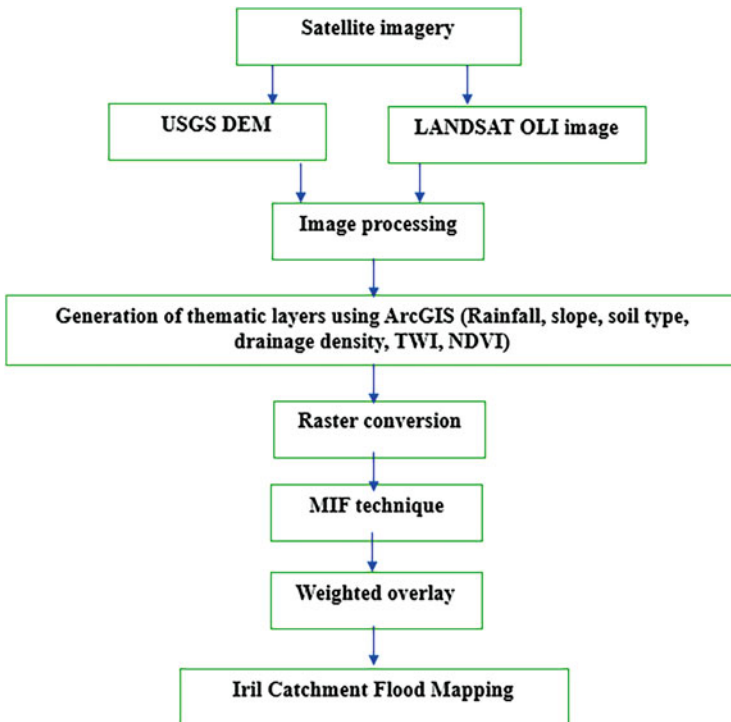 Satellite imagery
USGS DEM
LANDSAT OLI image
Image processing
Generation of thematic layers using ArcGIS (Rainfall, slope, soil type,
drainage density, TWI, NDVI)
Raster conversion
MIF technique
Weighted overlay
Iril Catchment Flood Mapping